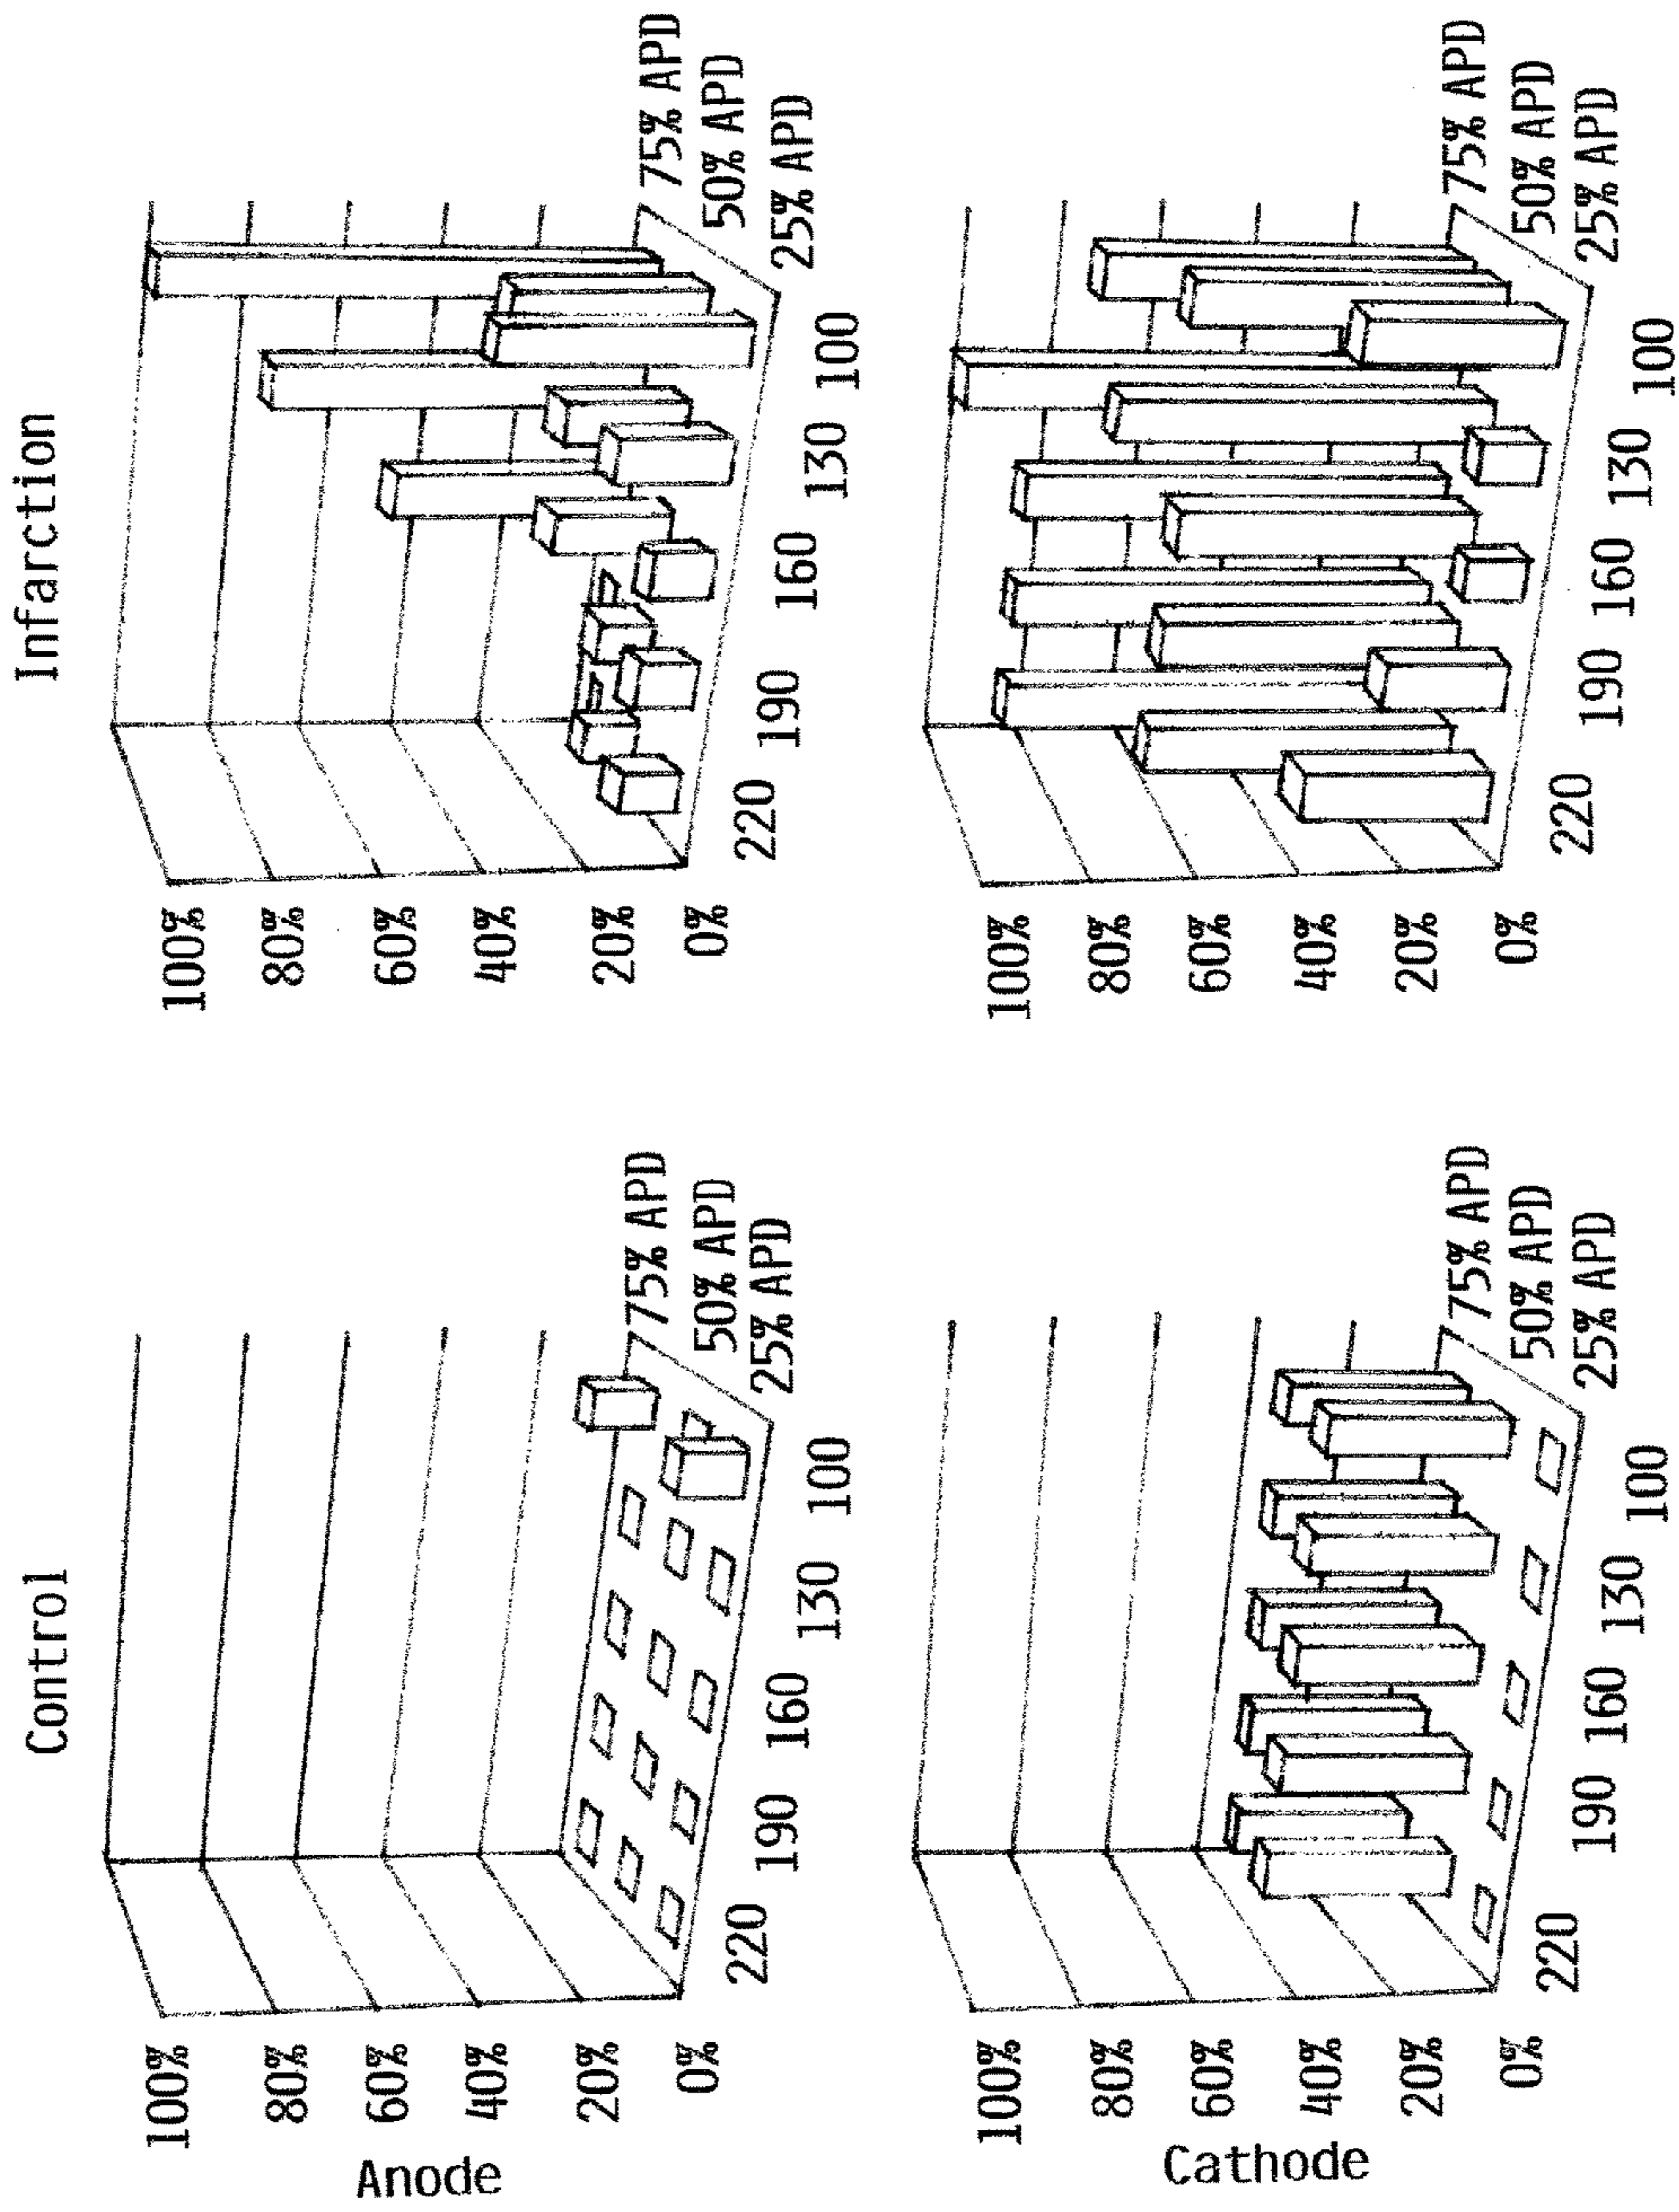 Control
Infarction
Anode
100%
80%
60%
40%
20%
0%
220
190
160
130
100
75% APD
50% APD
25% APD
100%
80%
60%
40%
20%
0%
220
190
160
130
100
75% APD
50% APD
25% APD
Cathode
100%
80%
60%
40%
20%
0%
220
190
160
130
100
75% APD
50% APD
25% APD
100%
80%
60%
40%
20%
0%
220
190
160
130
100
75% APD
50% APD
25% APD